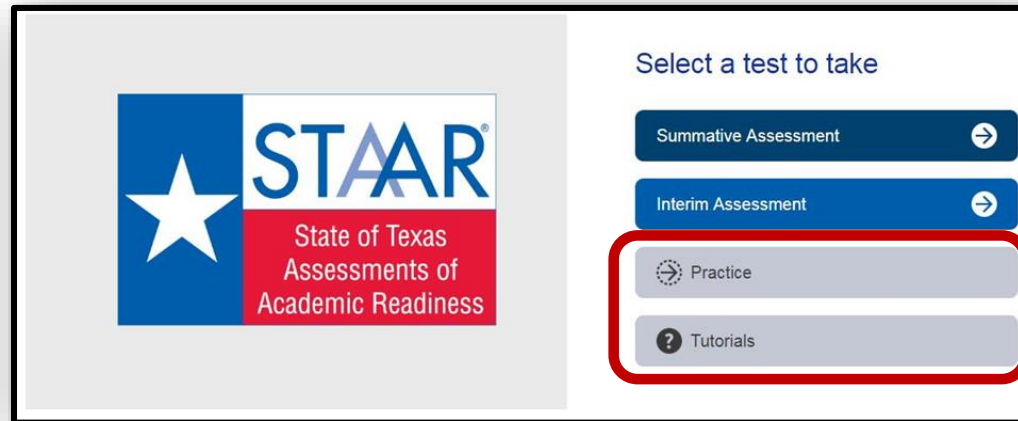 STAAR®
State of Texas
Assessments of
Academic Readiness
Select a test to take
Summative Assessment
Interim Assessment
Practice
? Tutorials